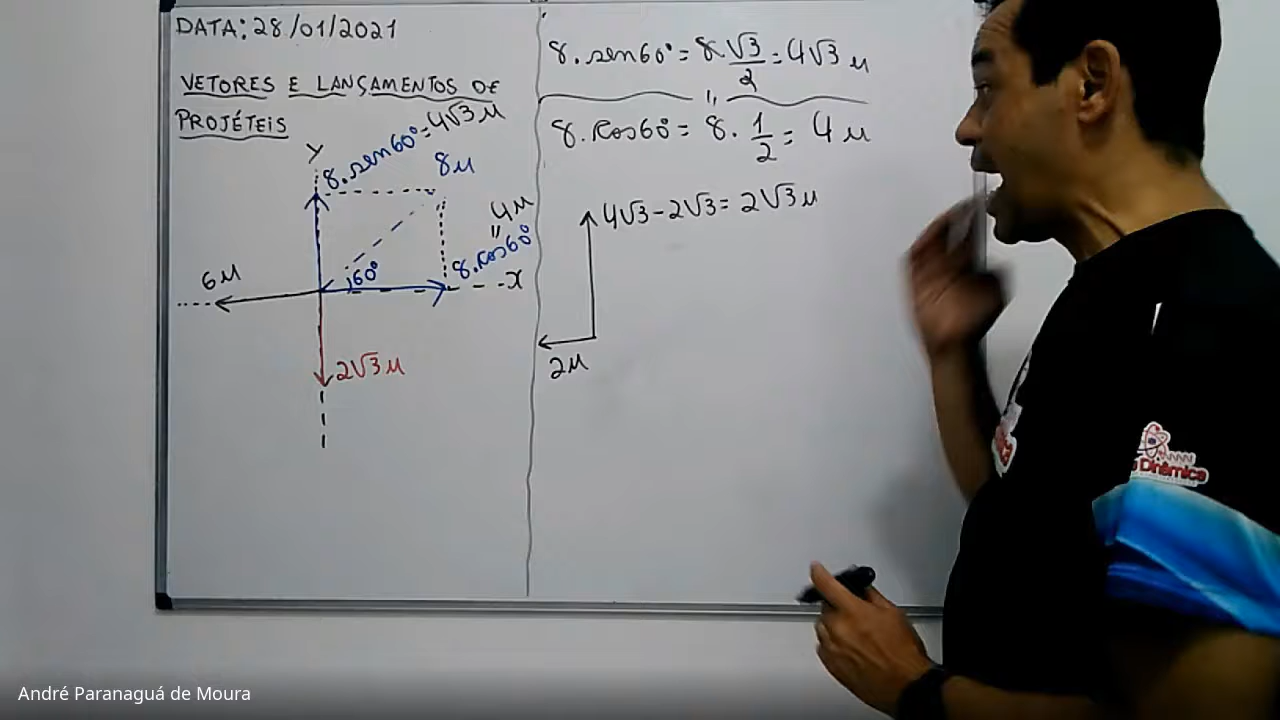 DATA: 28/01/2021
VETORES E LANÇAMENTOS DE
PROJÉTEIS
Y
8.sen60°=4√3 u
8u
4u
"
8.cos60°
60°
x
6u
2√3 u
8.sen60° = 8.√3/2 = 4√3 u
8.cos60° = 8. 1/2 = 4 u
4√3 - 2√3 = 2√3 u
2u
Dinâmica
André Paranaguá de Moura